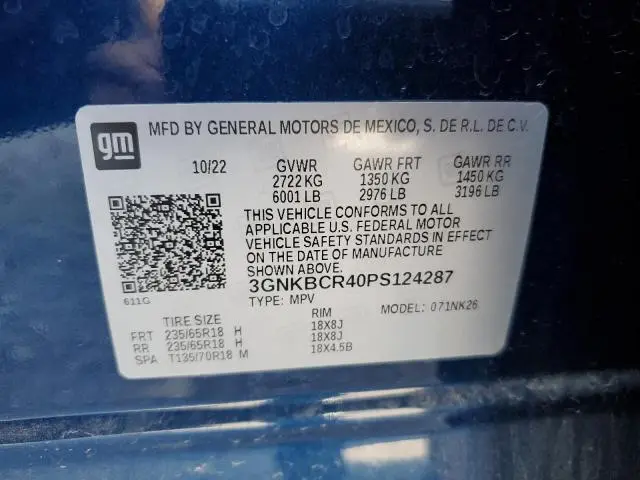 gm
MFD BY GENERAL MOTORS DE MEXICO, S. DE R.L. DE C.V.
10/22 GVWR GAWR FRT GAWR RR
2722 KG 1350 KG 1450 KG
6001 LB 2976 LB 3196 LB
THIS VEHICLE CONFORMS TO ALL
APPLICABLE U.S. FEDERAL MOTOR
VEHICLE SAFETY STANDARDS IN EFFECT
ON THE DATE OF MANUFACTURE
SHOWN ABOVE.
611G
3GNKBCR40PS124287
TYPE: MPV MODEL: 071NK26
TIRE SIZE RIM
FRT 235/65R18 H 18X8J
RR 235/65R18 H 18X8J
SPA T135/70R18 M 18X4.5B